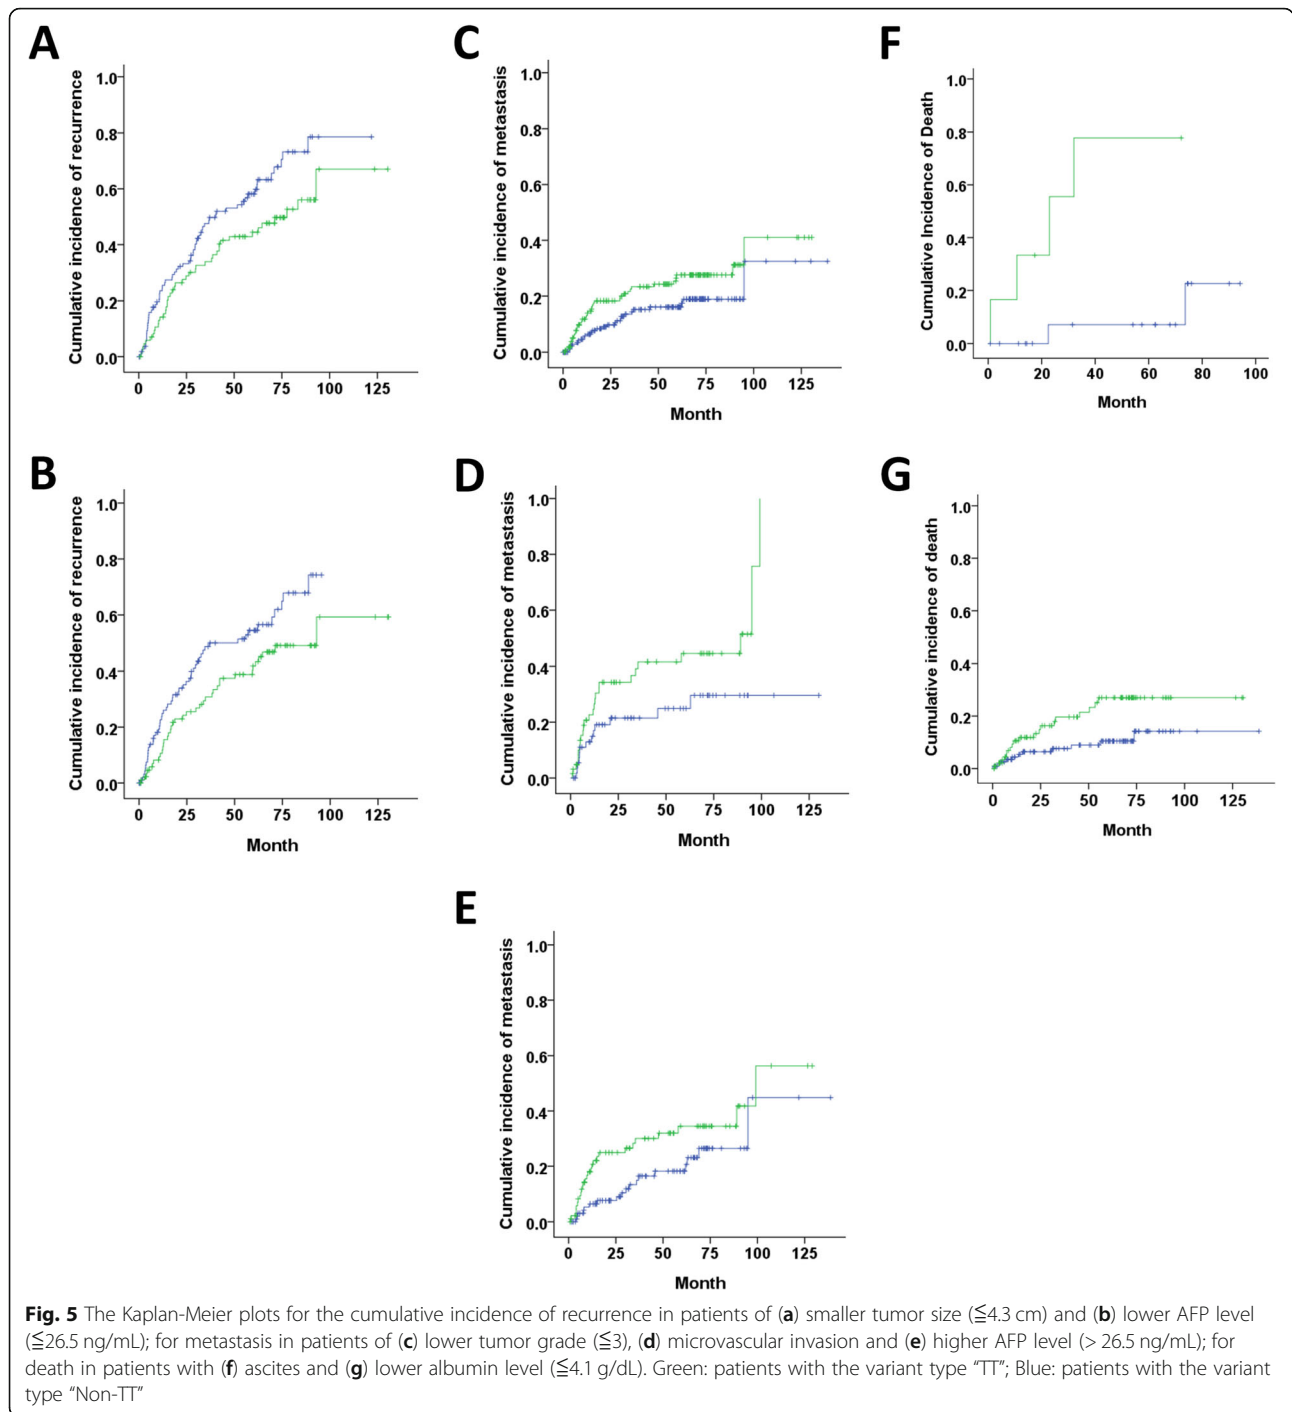 A
Cumulative incidence of recurrence
1.0
0.8
0.6
0.4
0.2
0.0
0 25 50 75 100 125
C
Cumulative incidence of metastasis
1.0
0.8
0.6
0.4
0.2
0.0
0 25 50 75 100 125
Month
F
Cumulative Incidence of Death
1.0
0.8
0.6
0.4
0.2
0.0
0 20 40 60 80 100
Month
B
Cumulative incidence of recurrence
1.0
0.8
0.6
0.4
0.2
0.0
0 25 50 75 100 125
Month
D
Cumulative incidence of metastasis
1.0
0.8
0.6
0.4
0.2
0.0
0 25 50 75 100 125
Month
G
Cumulative incidence of death
1.0
0.8
0.6
0.4
0.2
0.0
0 25 50 75 100 125
Month
E
Cumulative incidence of metastasis
1.0
0.8
0.6
0.4
0.2
0.0
0 25 50 75 100 125
Month
Fig. 5 The Kaplan-Meier plots for the cumulative incidence of recurrence in patients of (a) smaller tumor size (≦4.3 cm) and (b) lower AFP level
(≦26.5 ng/mL); for metastasis in patients of (c) lower tumor grade (≦3), (d) microvascular invasion and (e) higher AFP level (> 26.5 ng/mL); for
death in patients with (f) ascites and (g) lower albumin level (≦4.1 g/dL). Green: patients with the variant type “TT”; Blue: patients with the variant
type “Non-TT”